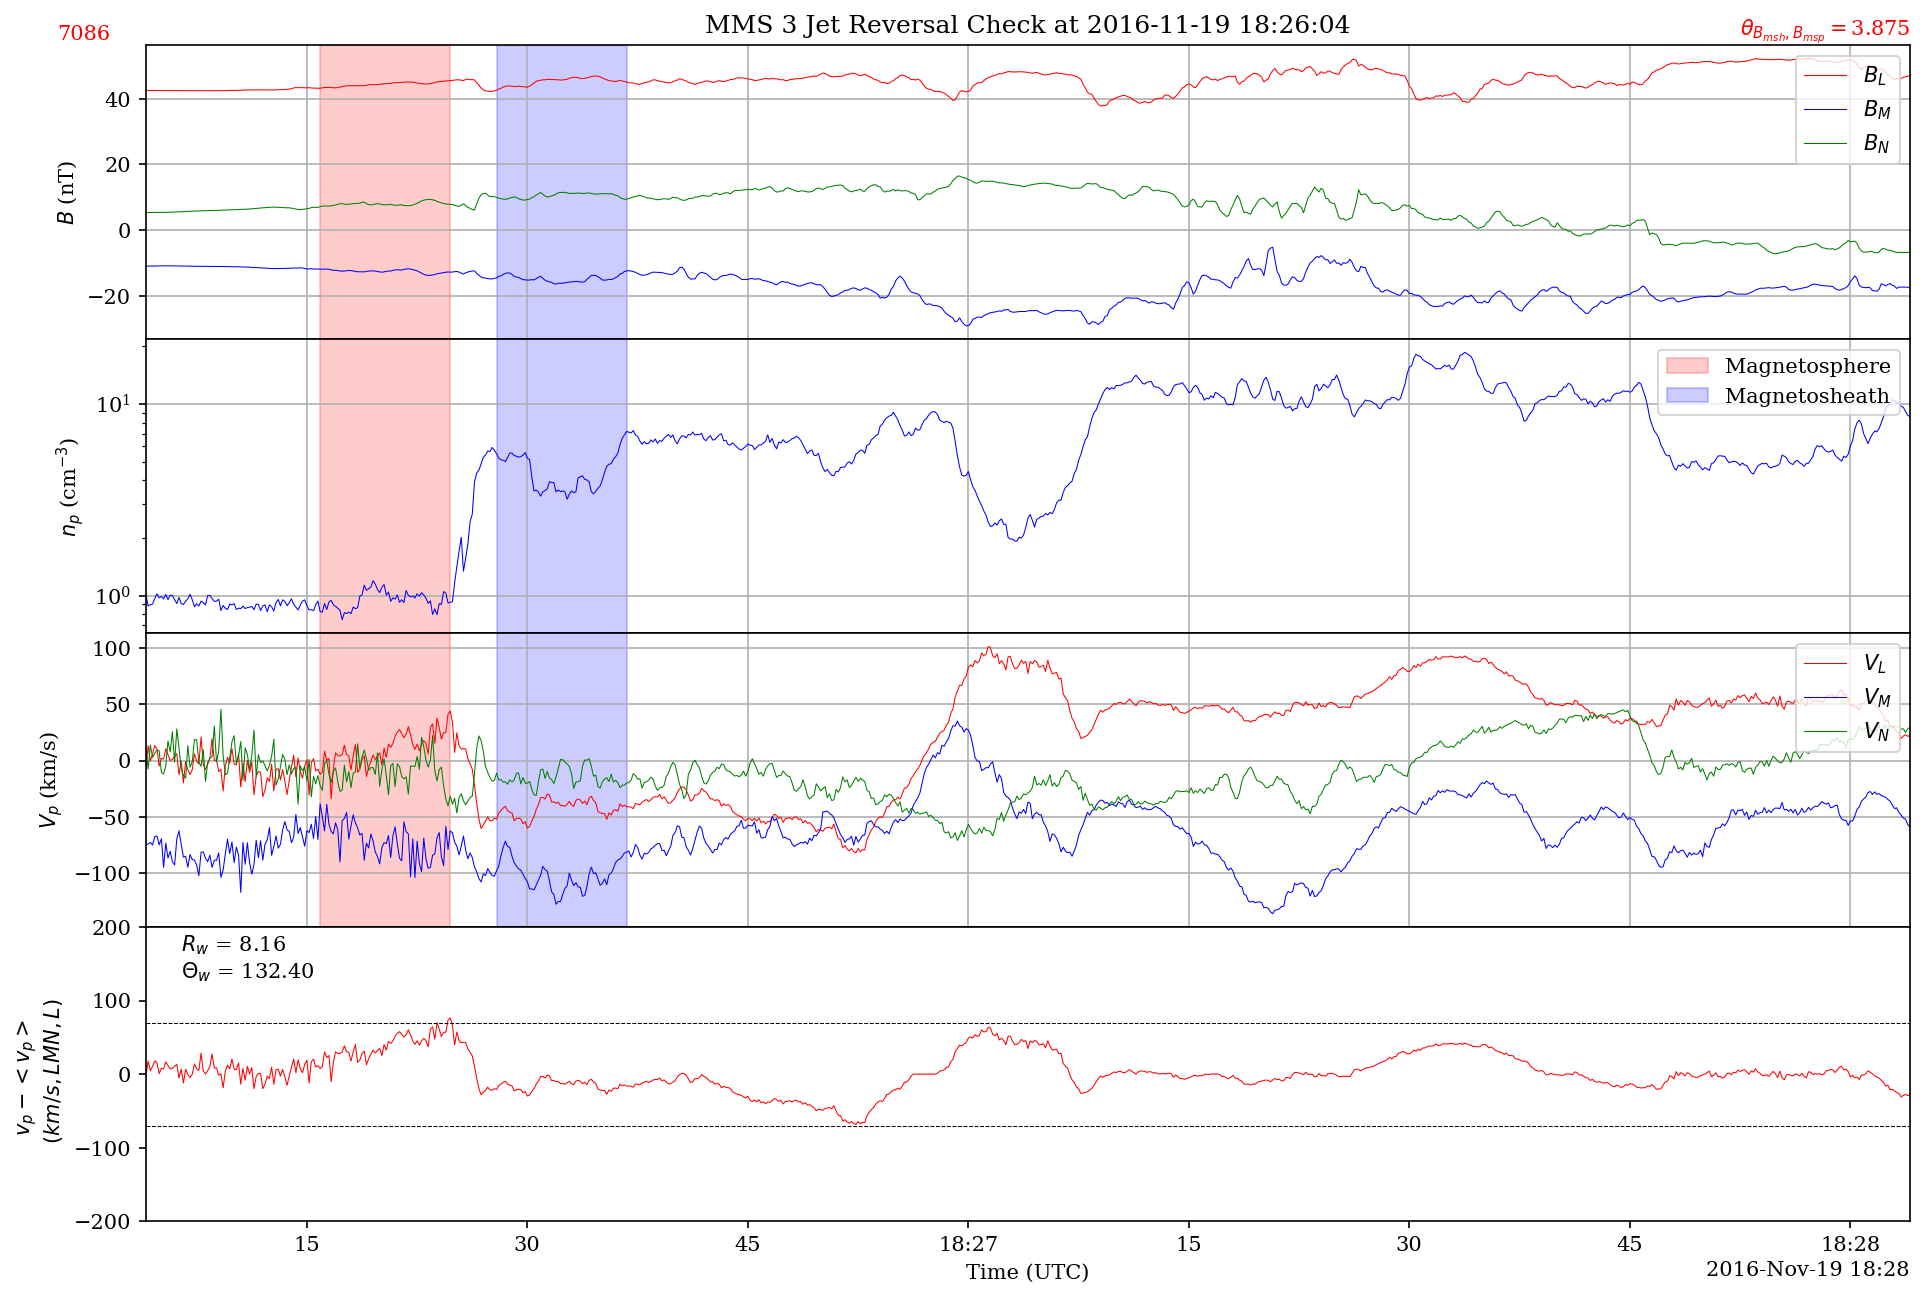 7086
MMS 3 Jet Reversal Check at 2016-11-19 18:26:04
θ_{B_{msh}, B_{msp}} = 3.875
B (nT)
40
20
0
−20
B_L
B_M
B_N
n_p (cm^{−3})
10^1
10^0
Magnetosphere
Magnetosheath
V_p (km/s)
100
50
0
−50
−100
V_L
V_M
V_N
v_p − < v_p >
(km/s, LMN, L)
200
100
0
−100
−200
R_w = 8.16
Θ_w = 132.40
15 30 45 18:27 15 30 45 18:28
Time (UTC)
2016-Nov-19 18:28